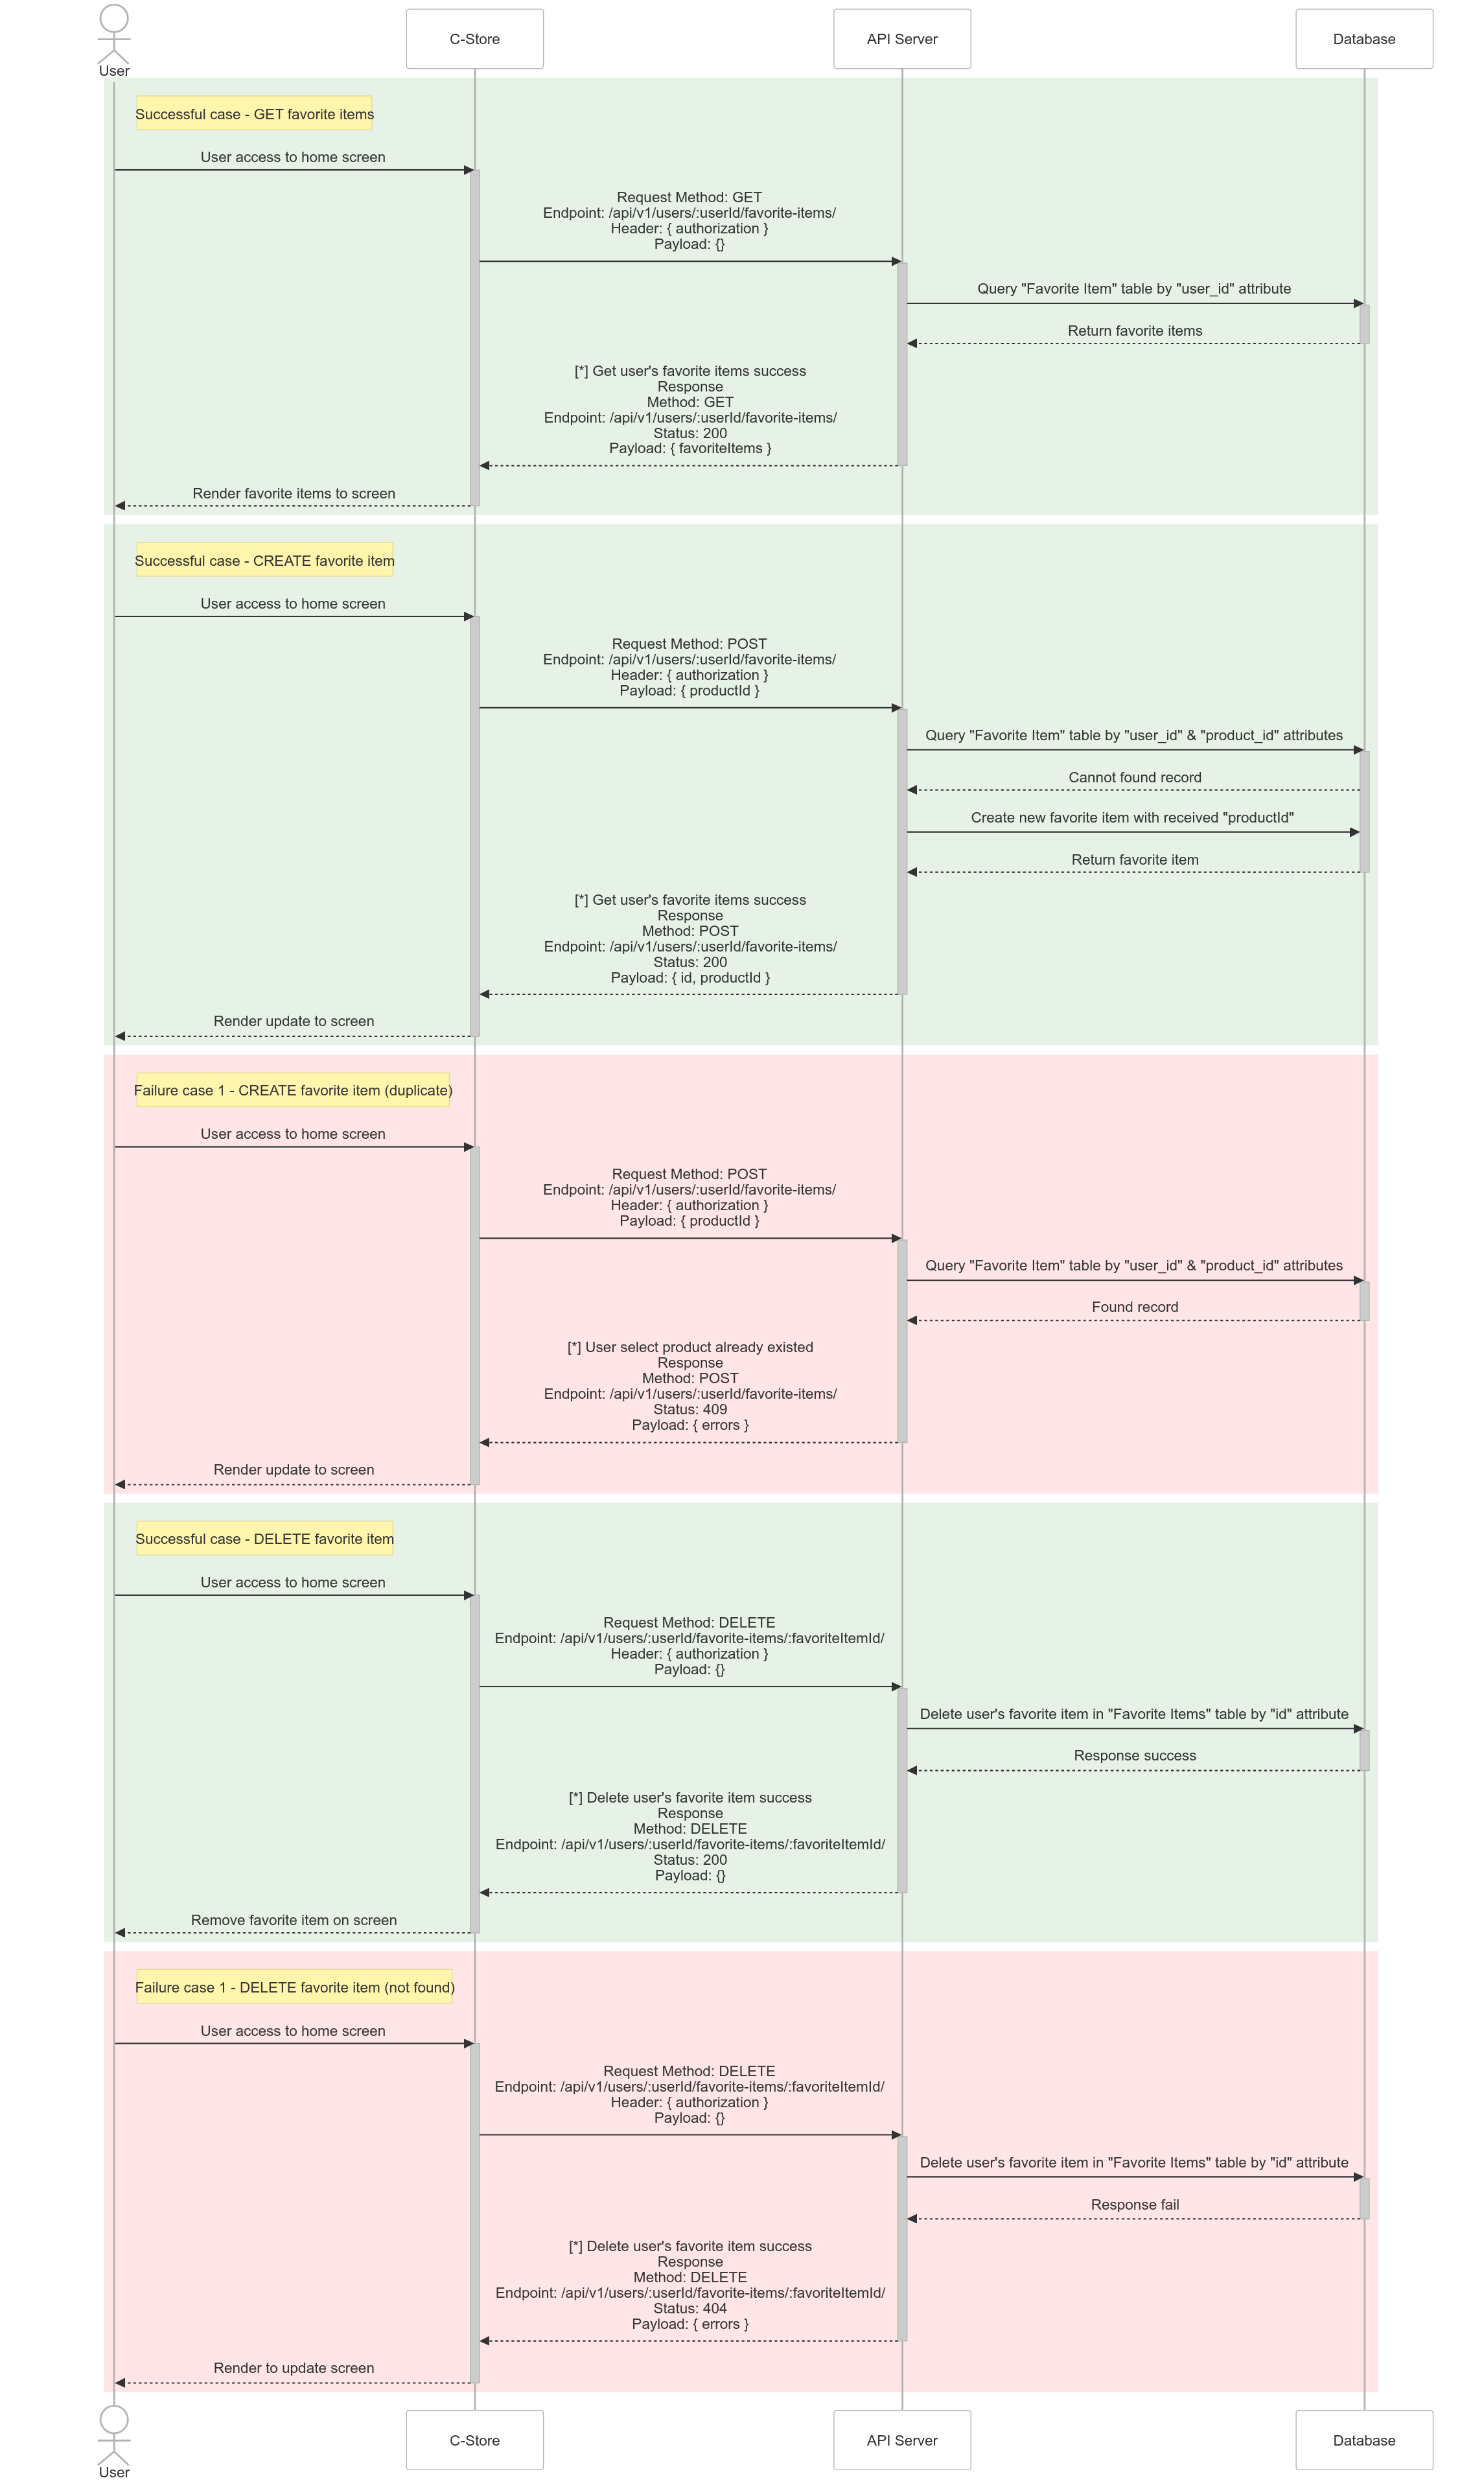 User
C-Store
API Server
Database
Successful case - GET favorite items
User access to home screen
Request Method: GET
Endpoint: /api/v1/users/:userId/favorite-items/
Header: { authorization }
Payload: {}
Query "Favorite Item" table by "user_id" attribute
Return favorite items
[*] Get user's favorite items success
Response
Method: GET
Endpoint: /api/v1/users/:userId/favorite-items/
Status: 200
Payload: { favoriteItems }
Render favorite items to screen
Successful case - CREATE favorite item
User access to home screen
Request Method: POST
Endpoint: /api/v1/users/:userId/favorite-items/
Header: { authorization }
Payload: { productId }
Query "Favorite Item" table by "user_id" & "product_id" attributes
Cannot found record
Create new favorite item with received "productId"
Return favorite item
[*] Get user's favorite items success
Response
Method: POST
Endpoint: /api/v1/users/:userId/favorite-items/
Status: 200
Payload: { id, productId }
Render update to screen
Failure case 1 - CREATE favorite item (duplicate)
User access to home screen
Request Method: POST
Endpoint: /api/v1/users/:userId/favorite-items/
Header: { authorization }
Payload: { productId }
Query "Favorite Item" table by "user_id" & "product_id" attributes
Found record
[*] User select product already existed
Response
Method: POST
Endpoint: /api/v1/users/:userId/favorite-items/
Status: 409
Payload: { errors }
Render update to screen
Successful case - DELETE favorite item
User access to home screen
Request Method: DELETE
Endpoint: /api/v1/users/:userId/favorite-items/:favoriteItemId/
Header: { authorization }
Payload: {}
Delete user's favorite item in "Favorite Items" table by "id" attribute
Response success
[*] Delete user's favorite item success
Response
Method: DELETE
Endpoint: /api/v1/users/:userId/favorite-items/:favoriteItemId/
Status: 200
Payload: {}
Remove favorite item on screen
Failure case 1 - DELETE favorite item (not found)
User access to home screen
Request Method: DELETE
Endpoint: /api/v1/users/:userId/favorite-items/:favoriteItemId/
Header: { authorization }
Payload: {}
Delete user's favorite item in "Favorite Items" table by "id" attribute
Response fail
[*] Delete user's favorite item success
Response
Method: DELETE
Endpoint: /api/v1/users/:userId/favorite-items/:favoriteItemId/
Status: 404
Payload: { errors }
Render to update screen
User
C-Store
API Server
Database